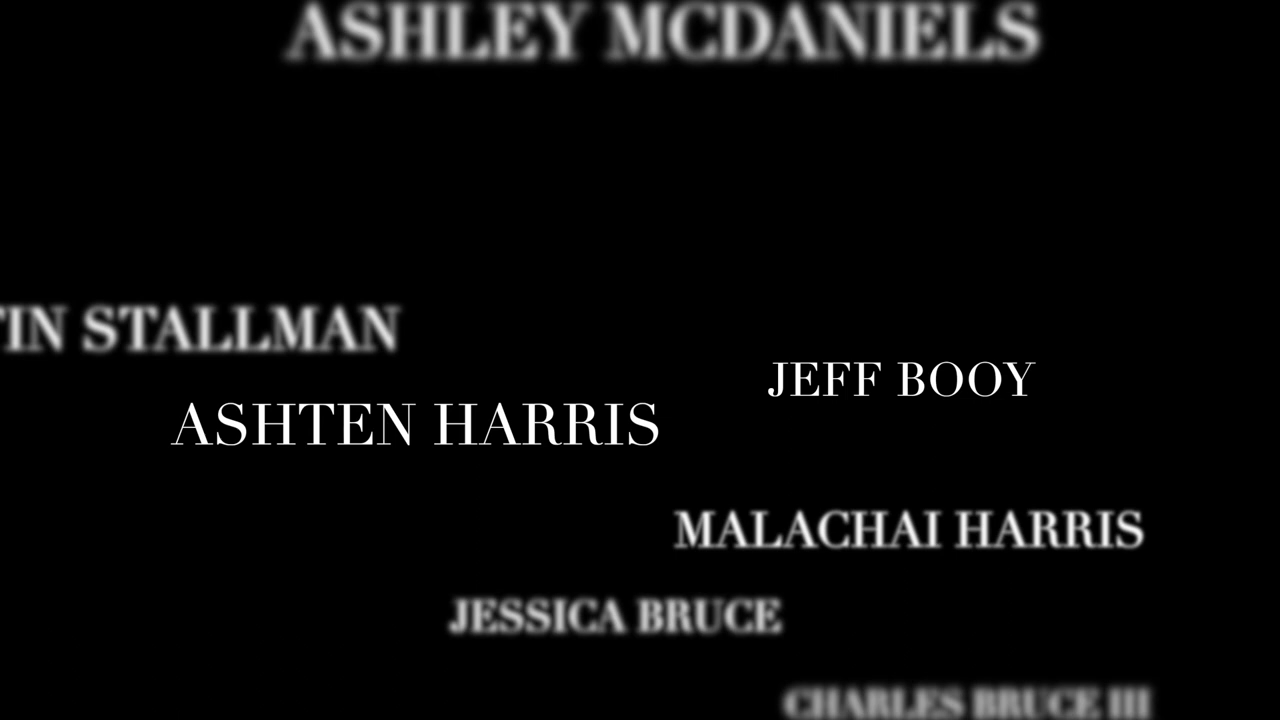 ASHLEY MCDANIELS
TIN STALLMAN
JEFF BOOY
ASHTEN HARRIS
MALACHAI HARRIS
JESSICA BRUCE
CHARLES BRUCE III